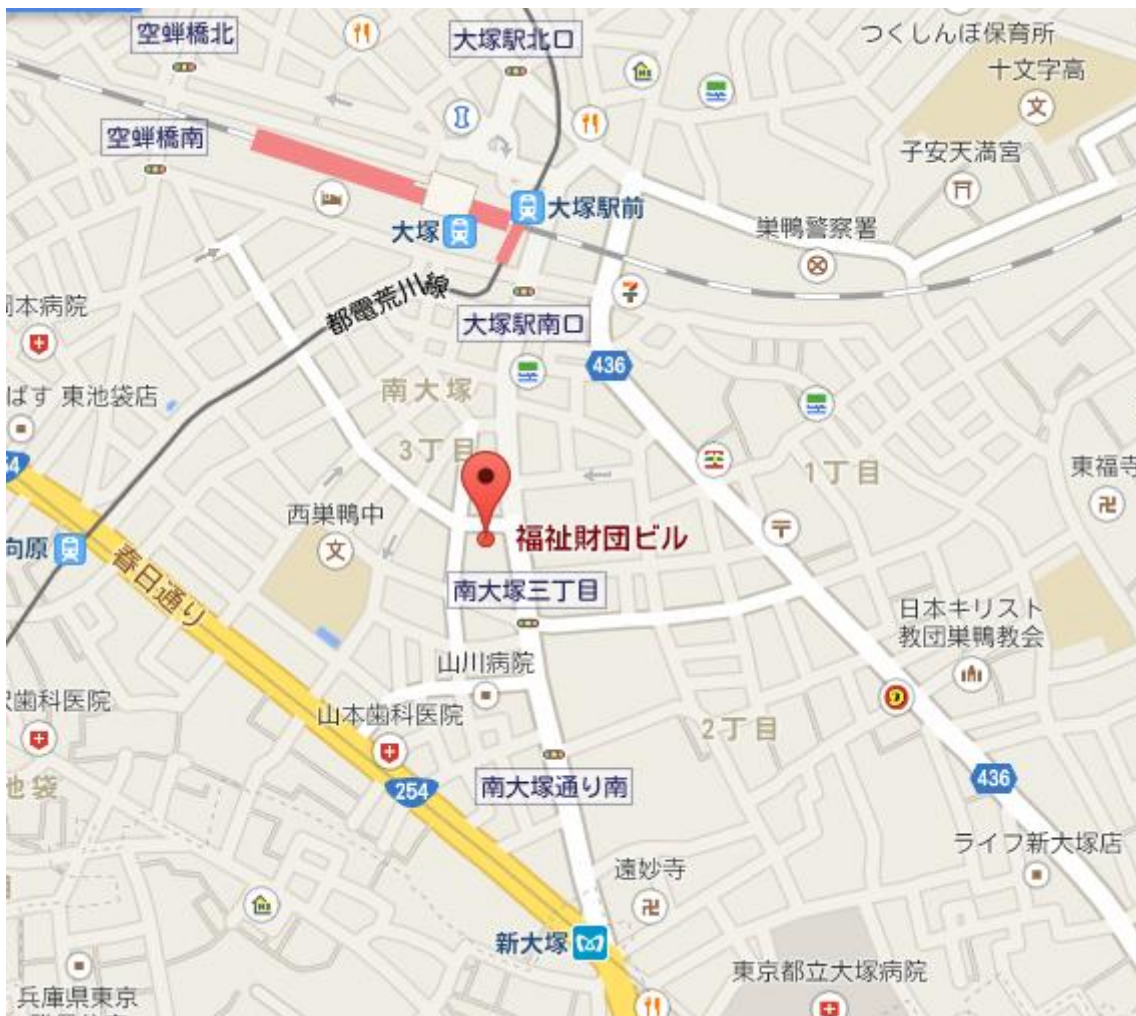 空蝉橋北
大塚駅北口
つくしんぼ保育所
十文字高
空蝉橋南
子安天満宮
大塚駅前
大塚
巣鴨警察署
都電荒川線
本病院
大塚駅南口
436
ばす 東池袋店
南大塚
3丁目
1丁目
東福寺
西巣鴨中
福祉財団ビル
向原
春日通り
南大塚三丁目
日本キリスト
教団巣鴨教会
山川病院
歯科医院
山本歯科医院
2丁目
池袋
254
南大塚通り南
436
ライフ新大塚店
遠妙寺
新大塚
東京都立大塚病院
兵庫県東京